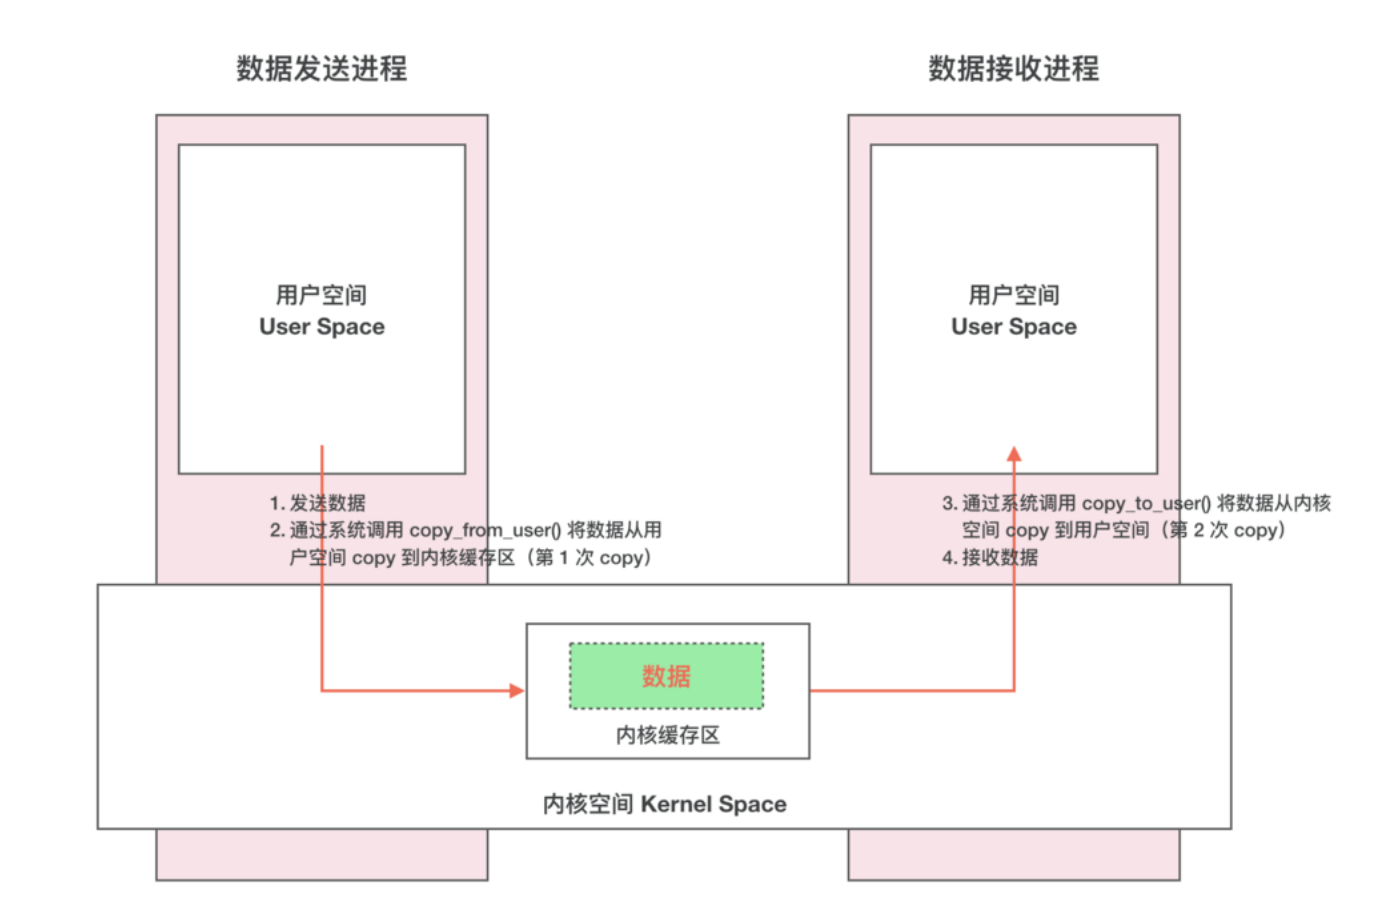 数据发送进程
数据接收进程
用户空间
User Space
用户空间
User Space
1. 发送数据
2. 通过系统调用 copy_from_user() 将数据从用
户空间 copy 到内核缓存区（第 1 次 copy）
3. 通过系统调用 copy_to_user() 将数据从内核
空间 copy 到用户空间（第 2 次 copy）
4. 接收数据
数据
内核缓存区
内核空间 Kernel Space